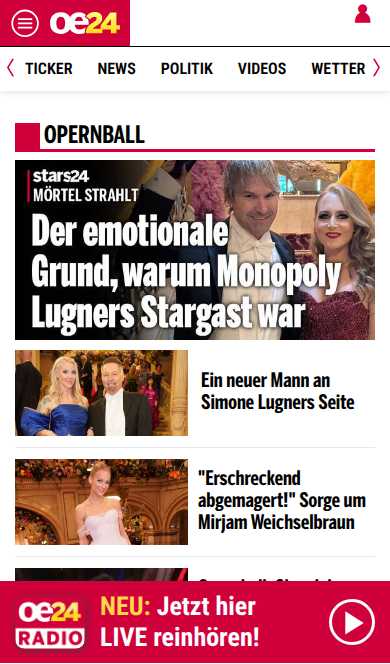 oe24
TICKER NEWS POLITIK VIDEOS WETTER
OPERNBALL
stars24
MÖRTEL STRAHLT
Der emotionale
Grund, warum Monopoly
Lugners Stargast war
Ein neuer Mann an
Simone Lugners Seite
"Erschreckend
abgemagert!" Sorge um
Mirjam Weichselbraun
oe24
RADIO
NEU: Jetzt hier
LIVE reinhören!